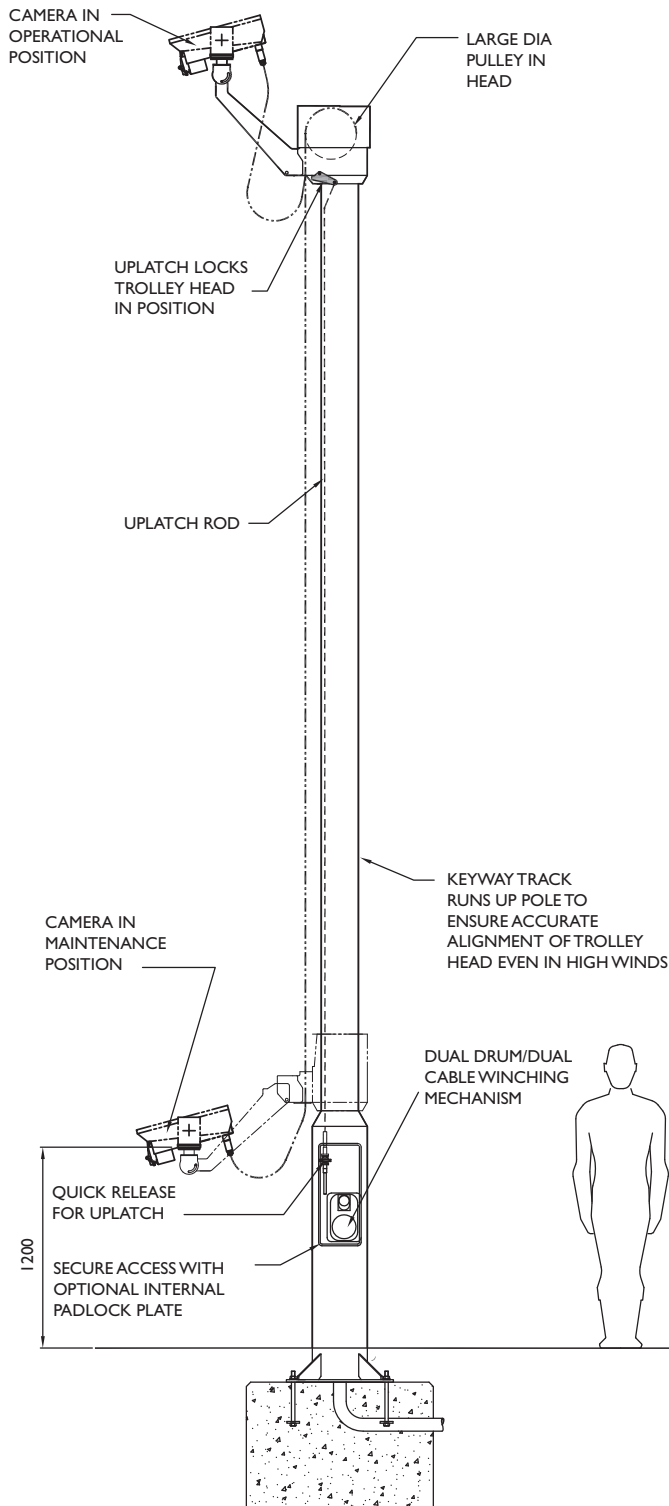 CAMERA IN
OPERATIONAL
POSITION
LARGE DIA
PULLEY IN
HEAD
UPLATCH LOCKS
TROLLEY HEAD
IN POSITION
UPLATCH ROD
KEYWAY TRACK
RUNS UP POLE TO
ENSURE ACCURATE
ALIGNMENT OF TROLLEY
HEAD EVEN IN HIGH WINDS
CAMERA IN
MAINTENANCE
POSITION
DUAL DRUM/DUAL
CABLE WINCHING
MECHANISM
QUICK RELEASE
FOR UPLATCH
1200
SECURE ACCESS WITH
OPTIONAL INTERNAL
PADLOCK PLATE